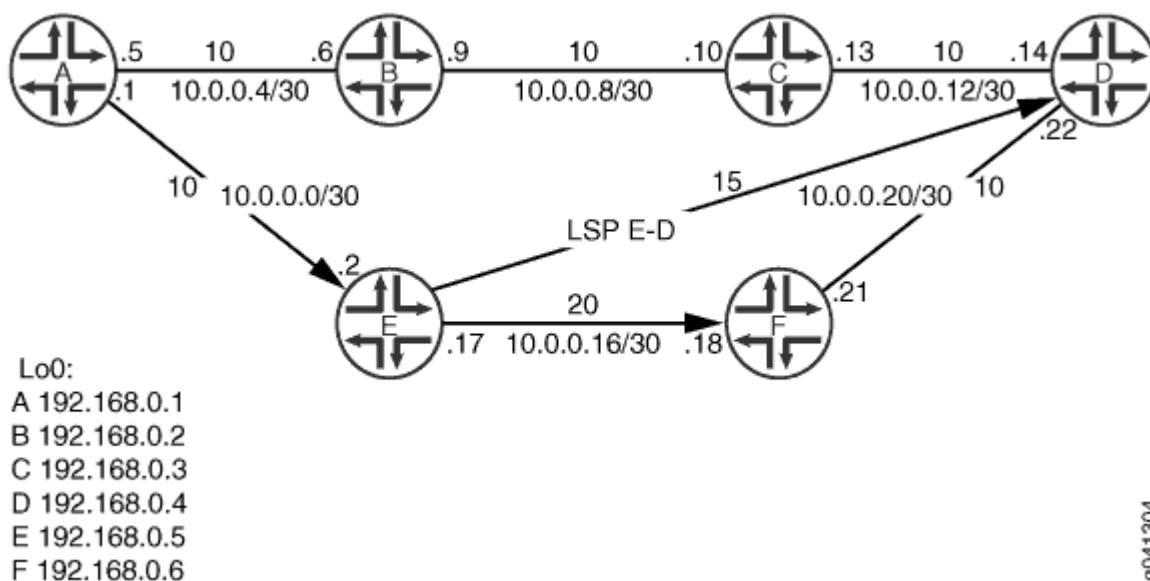 .5 10 .6 .9 10 .10 .13 10 .14
A B C D
.1 10.0.0.4/30 10.0.0.8/30 10.0.0.12/30
.22
10 10.0.0.0/30 15 10.0.0.20/30 10
LSP E-D
.2
20 .21
E F
.17 10.0.0.16/30 .18
Lo0:
A 192.168.0.1
B 192.168.0.2
C 192.168.0.3
D 192.168.0.4
E 192.168.0.5
F 192.168.0.6
g041304